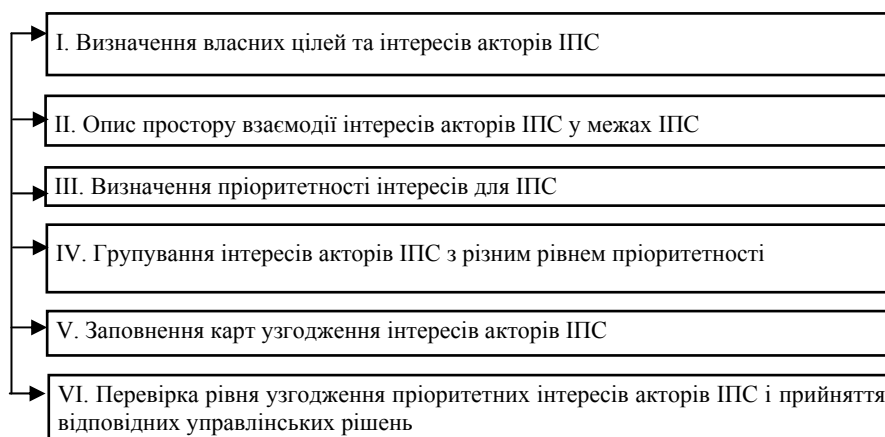 І. Визначення власних цілей та інтересів акторів ІПС
ІІ. Опис простору взаємодії інтересів акторів ІПС у межах ІПС
ІІІ. Визначення пріоритетності інтересів для ІПС
IV. Групування інтересів акторів ІПС з різним рівнем пріоритетності
V. Заповнення карт узгодження інтересів акторів ІПС
VI. Перевірка рівня узгодження пріоритетних інтересів акторів ІПС і прийняття
відповідних управлінських рішень